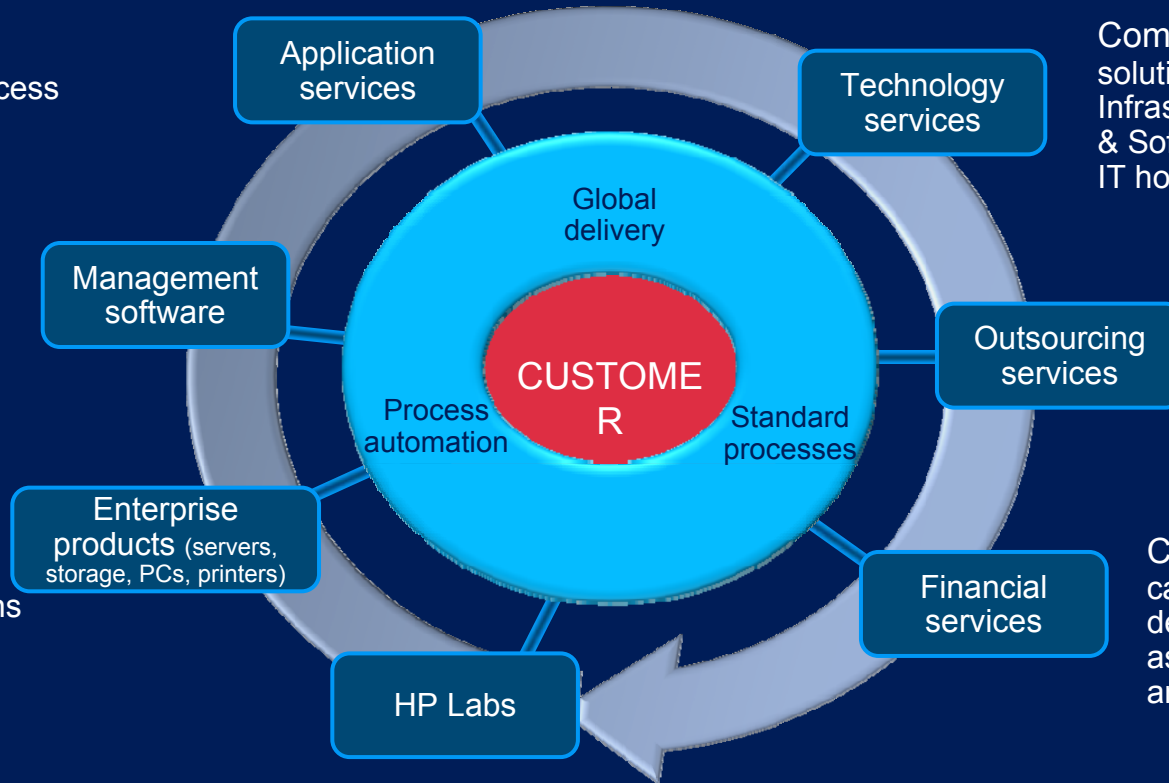 Application
services
Technology
services
Global
delivery
Management
software
CUSTOME
R
Outsourcing
services
Process
automation
Standard
processes
Enterprise
products (servers,
storage, PCs, printers)
Financial
services
HP Labs
& 
IT